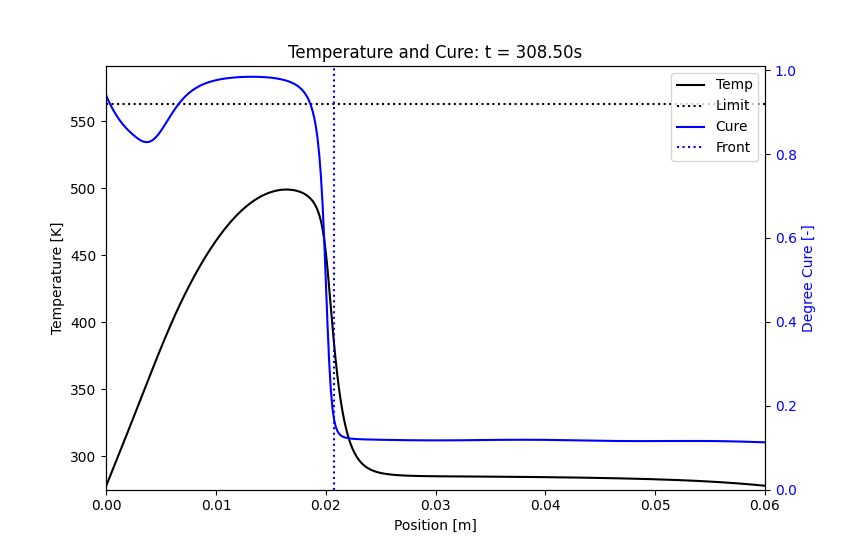 Temperature and Cure: t = 308.50s
Temp
Limit
Cure
Front
550
500
450
400
350
300
Temperature [K]
1.0
0.8
0.6
0.4
0.2
0.0
Degree Cure [-]
0.00 0.01 0.02 0.03 0.04 0.05 0.06
Position [m]